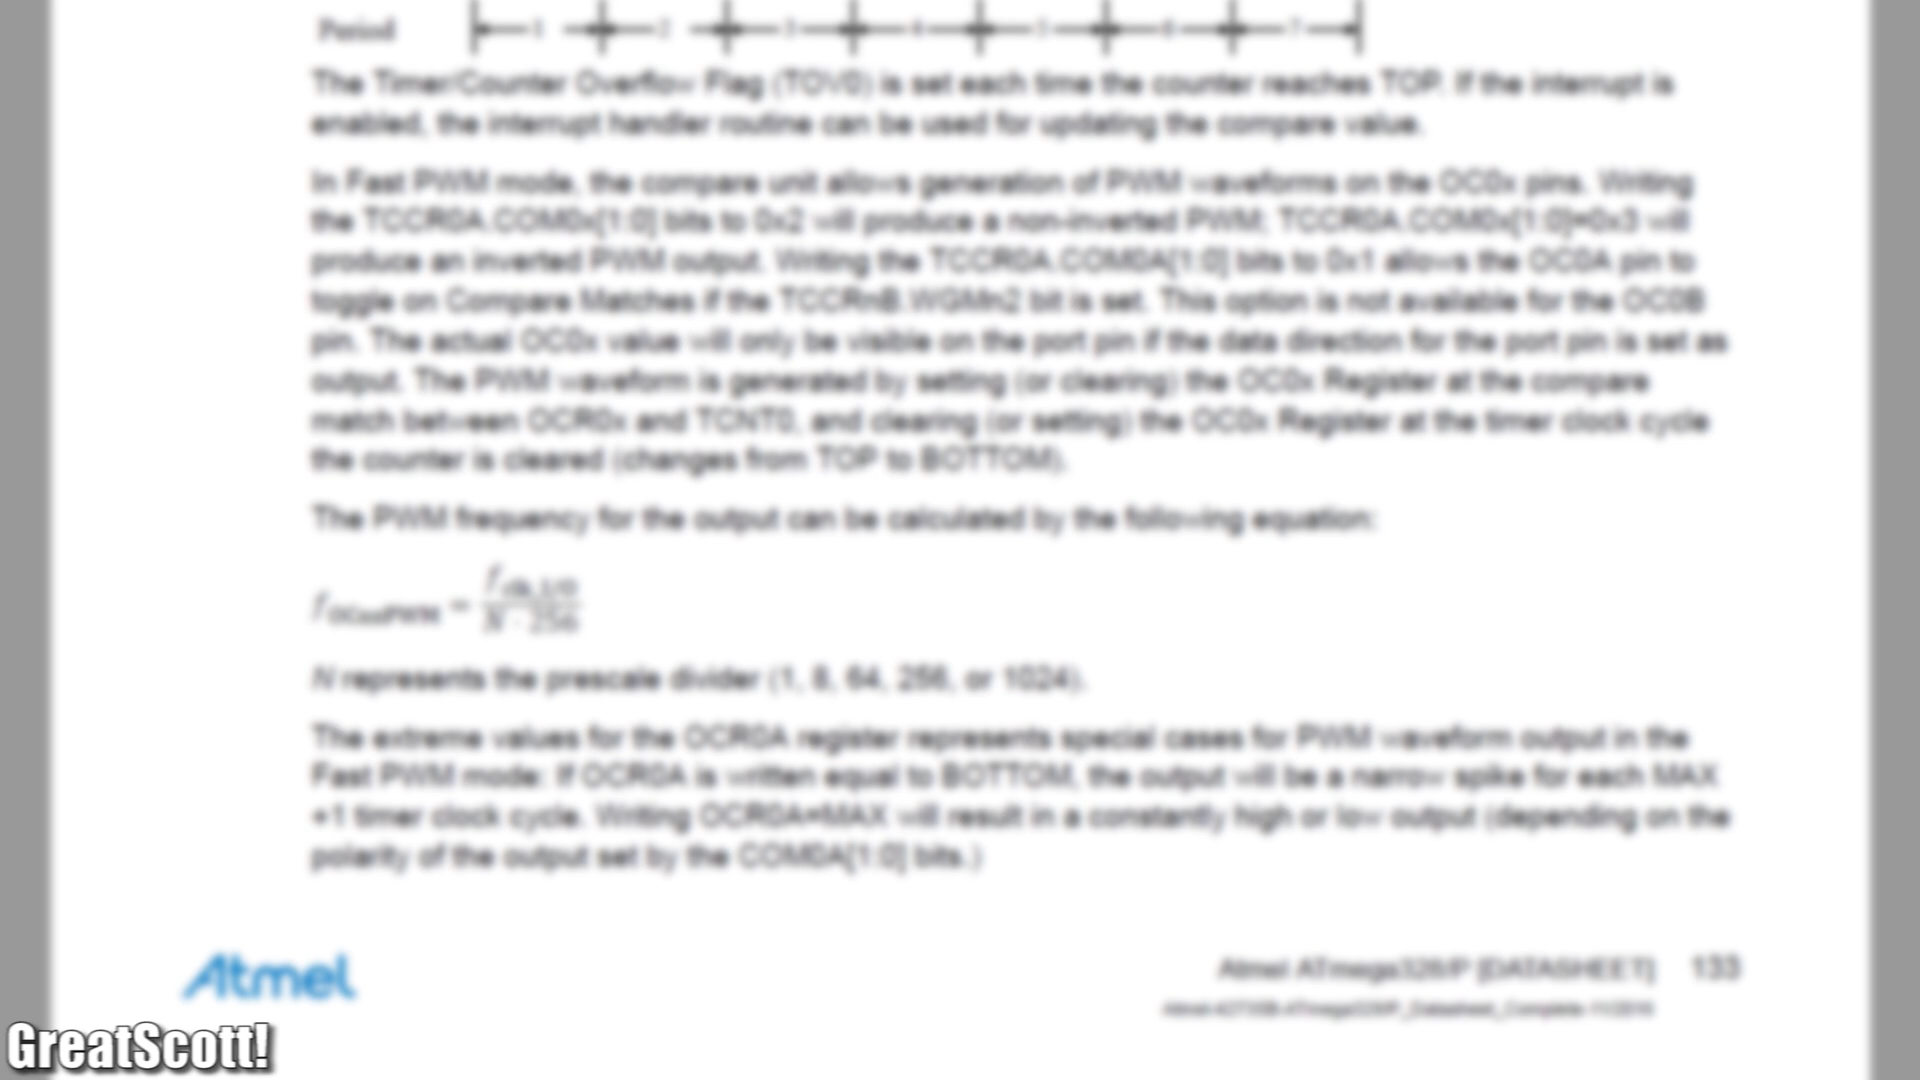 Period 1 2 3 4 5 6 7
The Timer/Counter Overflow Flag (TOV0) is set each time the counter reaches TOP. If the interrupt is
enabled, the interrupt handler routine can be used for updating the compare value.
In Fast PWM mode, the compare unit allows generation of PWM waveforms on the OC0x pins. Writing
the TCCR0A.COM0x[1:0] bits to 0x2 will produce a non-inverted PWM; TCCR0A.COM0x[1:0]=0x3 will
produce an inverted PWM output. Writing the TCCR0A.COM0A[1:0] bits to 0x1 allows the OC0A pin to
toggle on Compare Matches if the TCCRnB.WGMn2 bit is set. This option is not available for the OC0B
pin. The actual OC0x value will only be visible on the port pin if the data direction for the port pin is set as
output. The PWM waveform is generated by setting (or clearing) the OC0x Register at the compare
match between OCR0x and TCNT0, and clearing (or setting) the OC0x Register at the timer clock cycle
the counter is cleared (changes from TOP to BOTTOM).
The PWM frequency for the output can be calculated by the following equation:
f OCnxPWM = f clk_I/O
N · 256
N represents the prescale divider (1, 8, 64, 256, or 1024).
The extreme values for the OCR0A register represents special cases for PWM waveform output in the
Fast PWM mode: If OCR0A is written equal to BOTTOM, the output will be a narrow spike for each MAX
+1 timer clock cycle. Writing OCR0A=MAX will result in a constantly high or low output (depending on the
polarity of the output set by the COM0A[1:0] bits.)
Atmel
Atmel ATmega328/P [DATASHEET] 133
GreatScott!